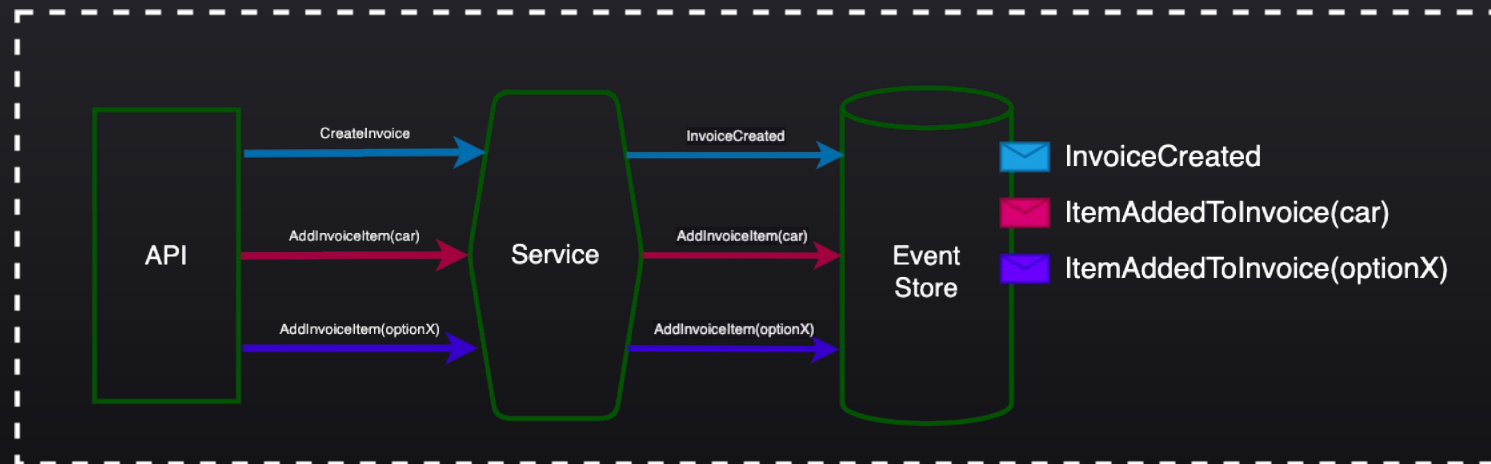 CreateInvoice
InvoiceCreated
InvoiceCreated
ItemAddedToInvoice(car)
AddInvoiceItem(car)
AddInvoiceItem(car)
API
Service
Event
Store
ItemAddedToInvoice(optionX)
AddInvoiceItem(optionX)
AddInvoiceItem(optionX)